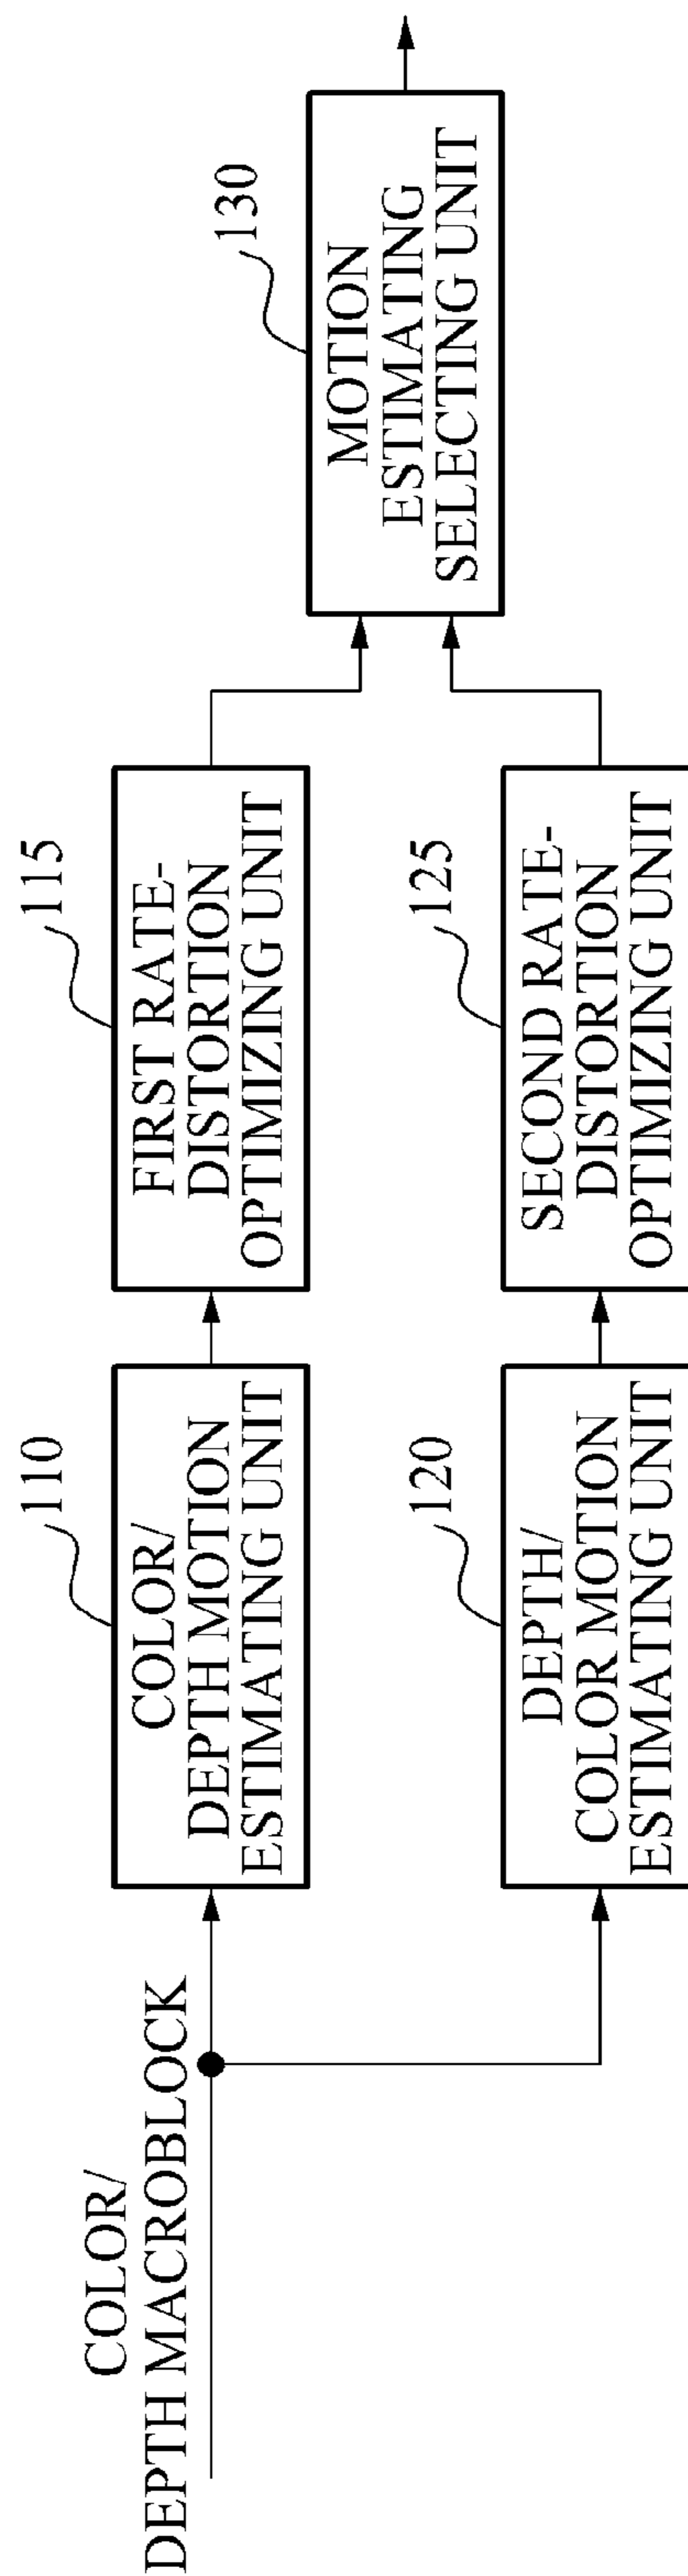 COLOR/
DEPTH MACROBLOCK
110
COLOR/
DEPTH MOTION
ESTIMATING UNIT
115
FIRST RATE-
DISTORTION
OPTIMIZING UNIT
120
DEPTH/
COLOR MOTION
ESTIMATING UNIT
125
SECOND RATE-
DISTORTION
OPTIMIZING UNIT
130
MOTION
ESTIMATING
SELECTING UNIT